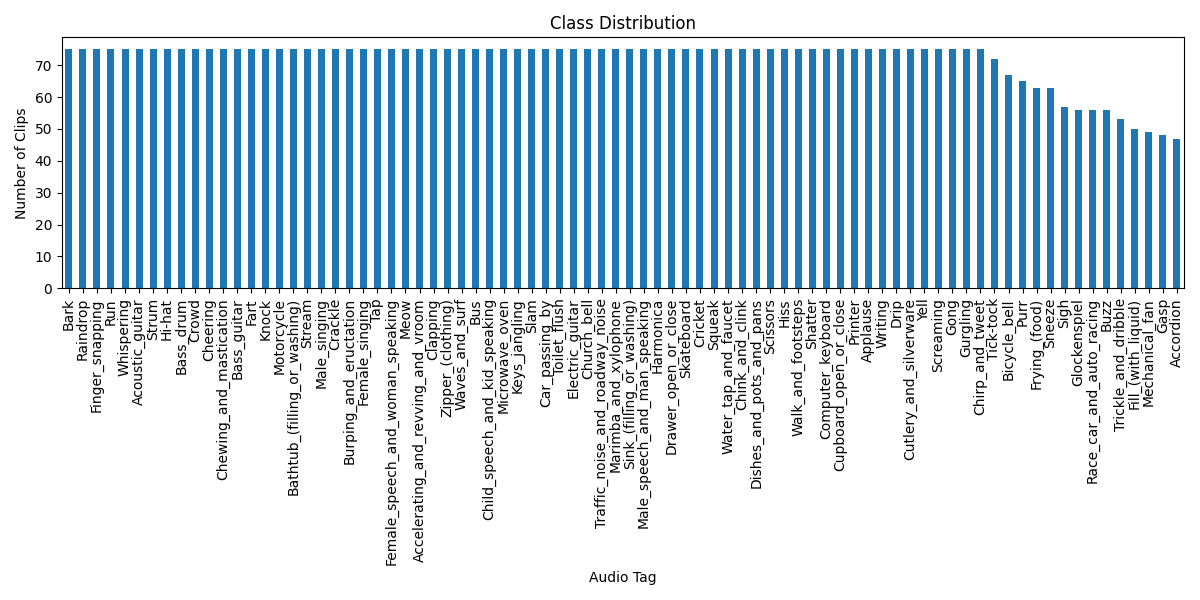 Class Distribution
Number of Clips
70
60
50
40
30
20
10
0
Bark
Raindrop
Finger_snapping
Run
Whispering
Acoustic_guitar
Strum
Hi-hat
Bass_drum
Crowd
Cheering
Chewing_and_mastication
Bass_guitar
Fart
Knock
Motorcycle
Bathtub_(filling_or_washing)
Stream
Male_singing
Crackle
Burping_and_eructation
Female_singing
Tap
Female_speech_and_woman_speaking
Meow
Accelerating_and_revving_and_vroom
Clapping
Zipper_(clothing)
Waves_and_surf
Bus
Child_speech_and_kid_speaking
Microwave_oven
Keys_jangling
Slam
Car_passing_by
Toilet_flush
Electric_guitar
Church_bell
Traffic_noise_and_roadway_noise
Marimba_and_xylophone
Sink_(filling_or_washing)
Male_speech_and_man_speaking
Harmonica
Drawer_open_or_close
Skateboard
Cricket
Squeak
Water_tap_and_faucet
Chink_and_clink
Dishes_and_pots_and_pans
Scissors
Hiss
Walk_and_footsteps
Shatter
Computer_keyboard
Cupboard_open_or_close
Printer
Applause
Writing
Drip
Cutlery_and_silverware
Yell
Screaming
Gong
Gurgling
Chirp_and_tweet
Tick-tock
Bicycle_bell
Purr
Frying_(food)
Sneeze
Sigh
Glockenspiel
Race_car_and_auto_racing
Buzz
Trickle_and_dribble
Fill_(with_liquid)
Mechanical_fan
Gasp
Accordion
Audio Tag